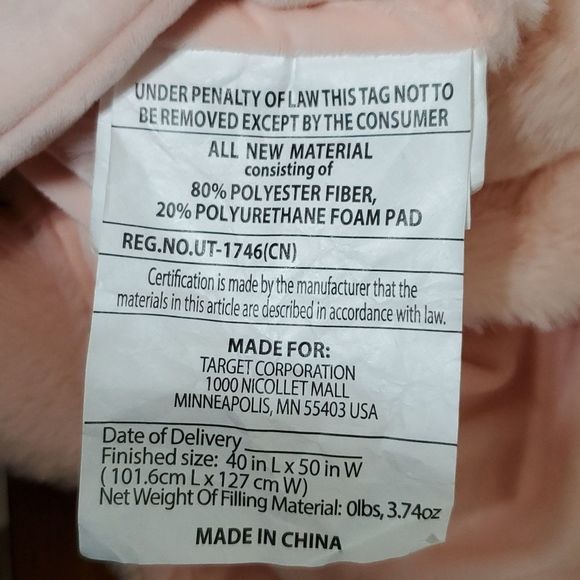 UNDER PENALTY OF LAW THIS TAG NOT TO
BE REMOVED EXCEPT BY THE CONSUMER
ALL NEW MATERIAL
consisting of
80% POLYESTER FIBER,
20% POLYURETHANE FOAM PAD
REG.NO.UT-1746(CN)
Certification is made by the manufacturer that the
materials in this article are described in accordance with law.
MADE FOR:
TARGET CORPORATION
1000 NICOLLET MALL
MINNEAPOLIS, MN 55403 USA
Date of Delivery
Finished size: 40 in L x 50 in W
( 101.6cm L x 127 cm W)
Net Weight Of Filling Material: 0lbs, 3.74oz
MADE IN CHINA